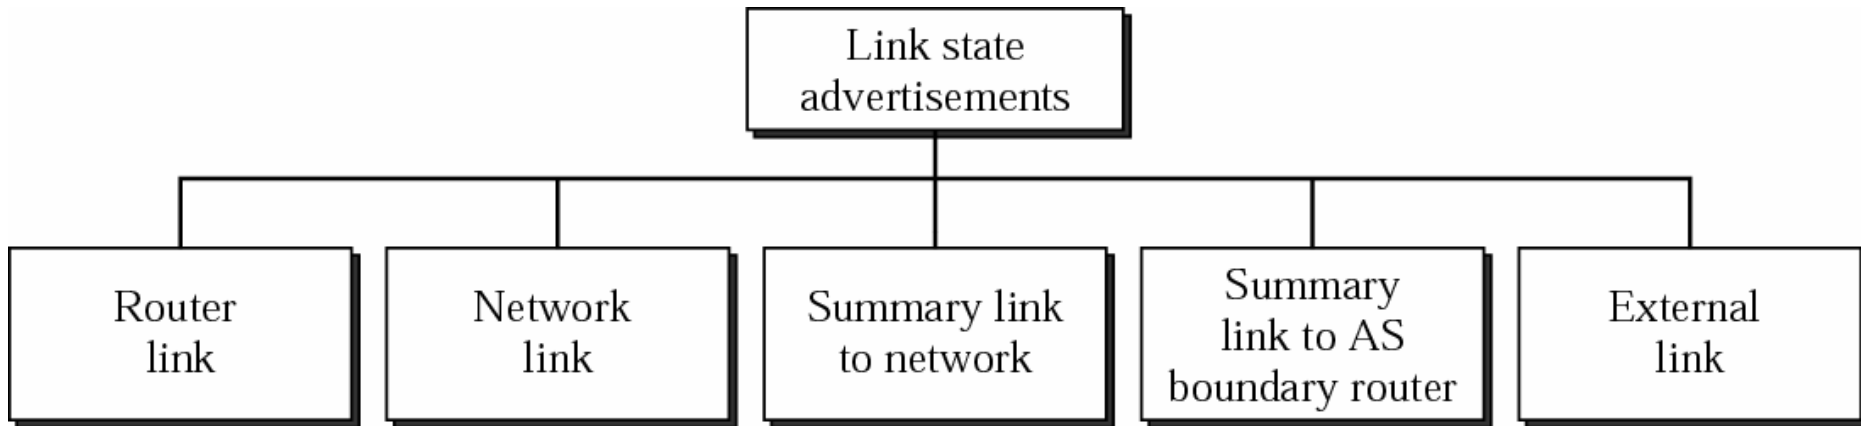 Link state
advertisements
Router
link
Network
link
Summary link
to network
Summary
link to AS
boundary router
External
link